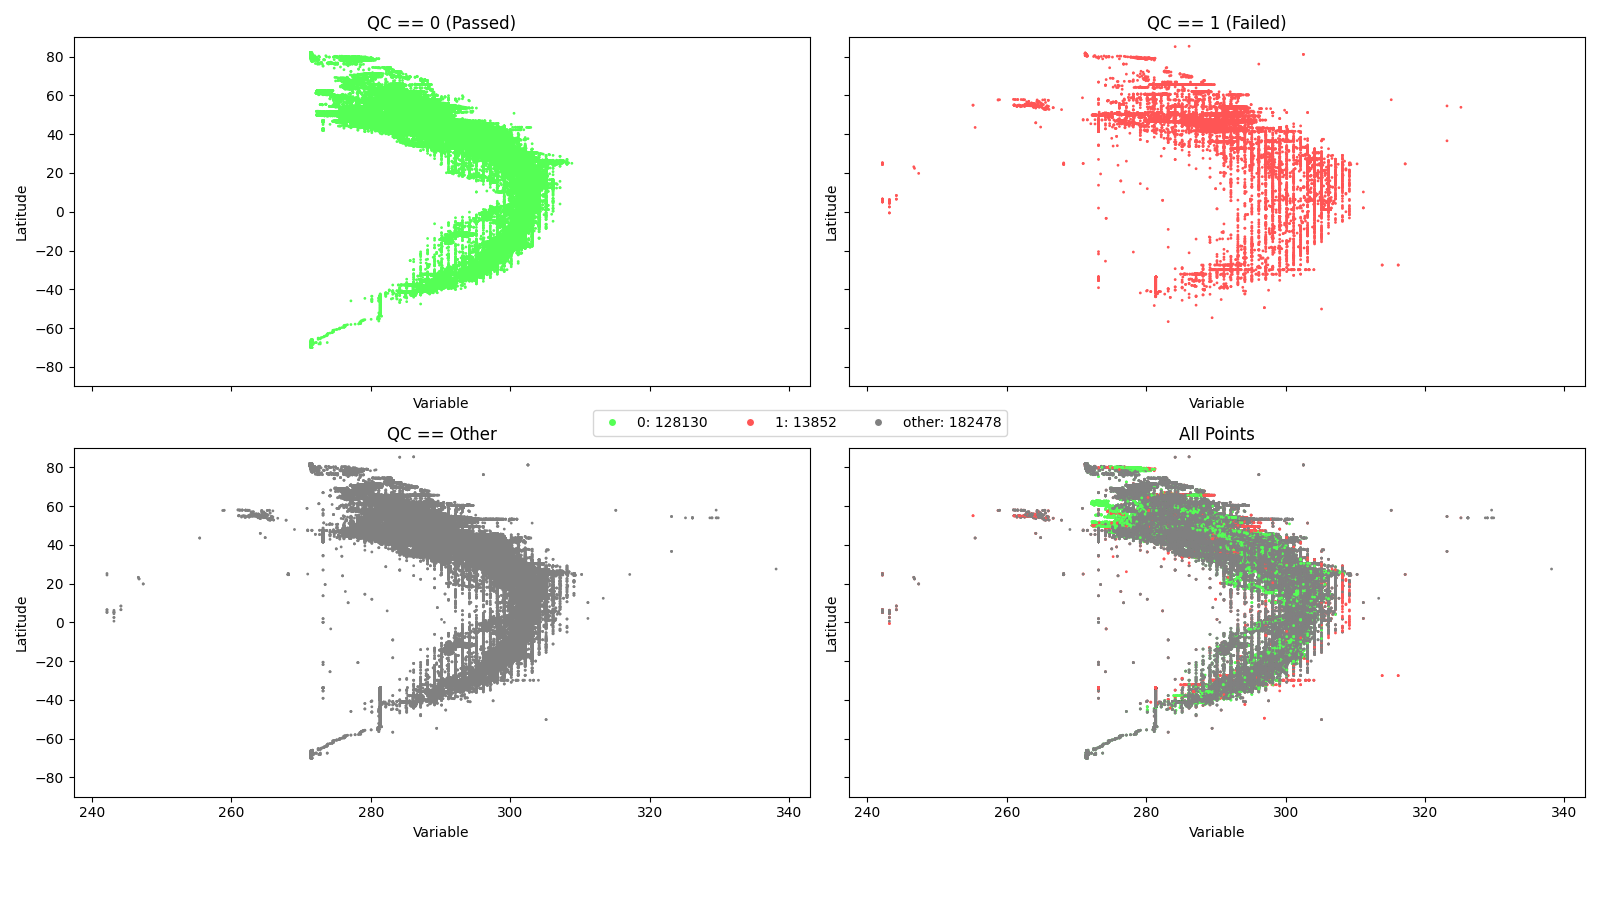 QC == 0 (Passed)
QC == 1 (Failed)
80
60
40
20
0
−20
−40
−60
−80
Latitude
Latitude
Variable
Variable
0: 128130
1: 13852
other: 182478
QC == Other
All Points
80
60
40
20
0
−20
−40
−60
−80
Latitude
Latitude
240 260 280 300 320 340
240 260 280 300 320 340
Variable
Variable